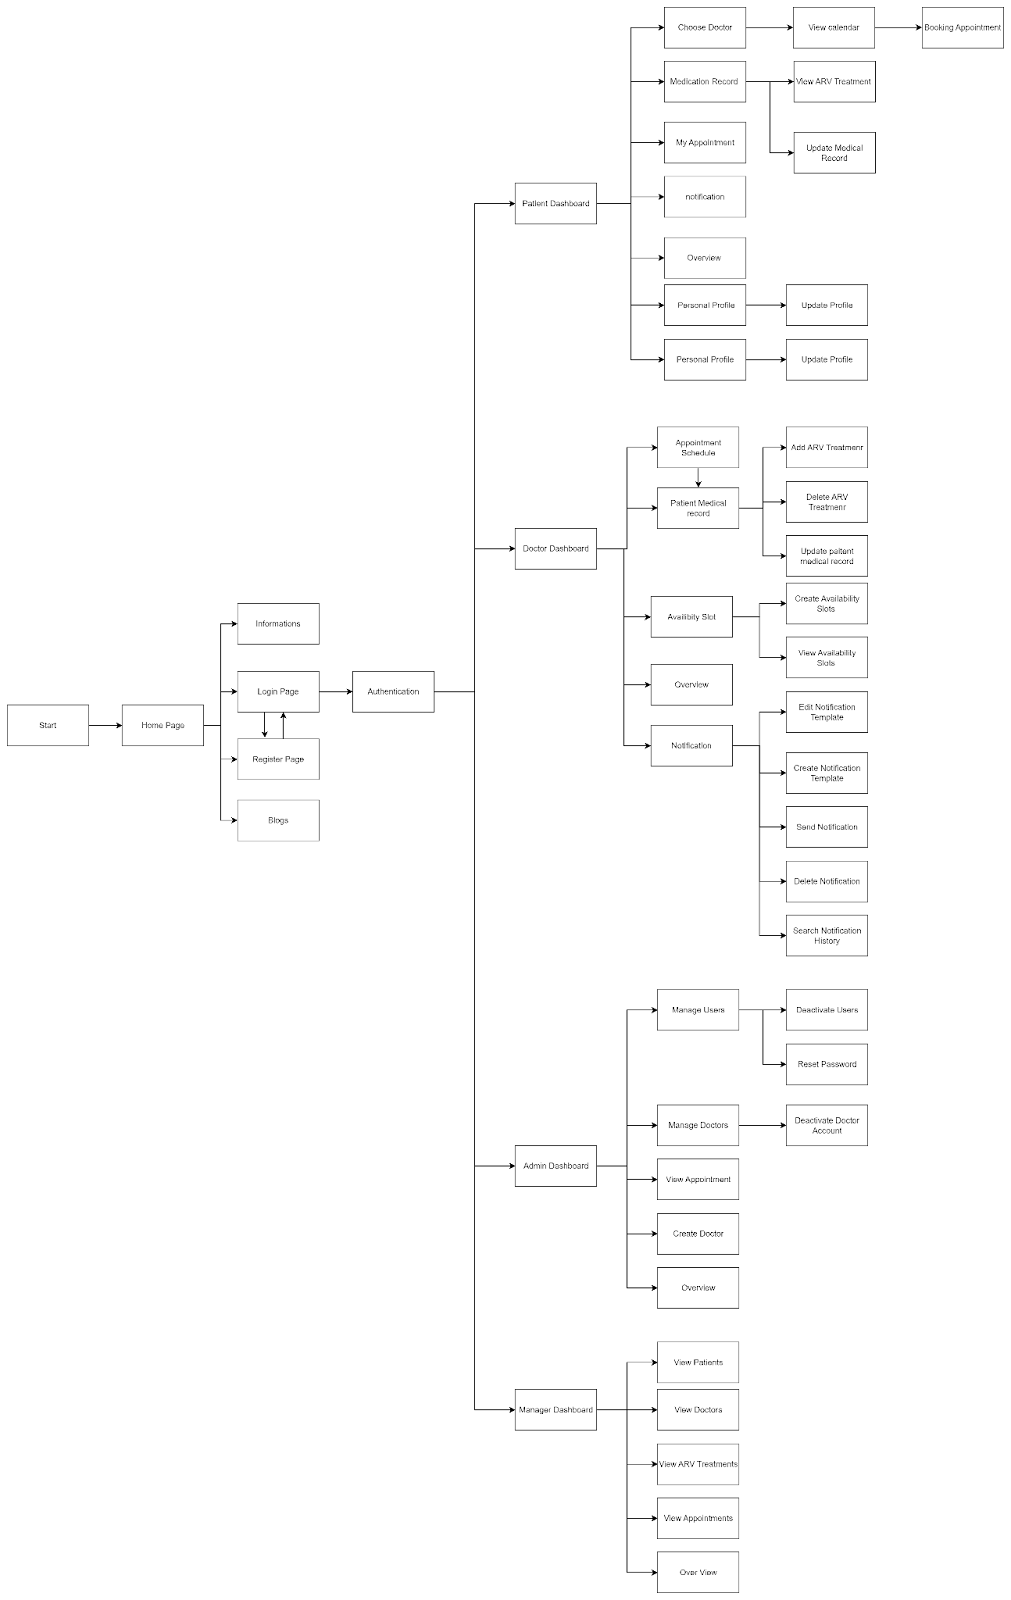 Choose Doctor
View calendar
Booking Appointment
Medication Record
View ARV Treatment
My Appointment
Update Medical
Record
Patient Dashboard
notification
Overview
Personal Profile
Update Profile
Personal Profile
Update Profile
Appointment
Schedule
Add ARV Treatmenr
Patient Medical
record
Delete ARV
Treatmenr
Doctor Dashboard
Update paitent
medical record
Availibity Slot
Create Availability
Slots
View Availability
Slots
Overview
Notification
Edit Notification
Template
Create Notification
Template
Send Notification
Delete Notification
Search Notification
History
Start
Home Page
Informations
Login Page
Authentication
Register Page
Blogs
Manage Users
Deactivate Users
Reset Password
Manage Doctors
Deactivate Doctor
Account
Admin Dashboard
View Appointment
Create Doctor
Overview
View Patients
Manager Dashboard
View Doctors
View ARV Treatments
View Appointments
Over View